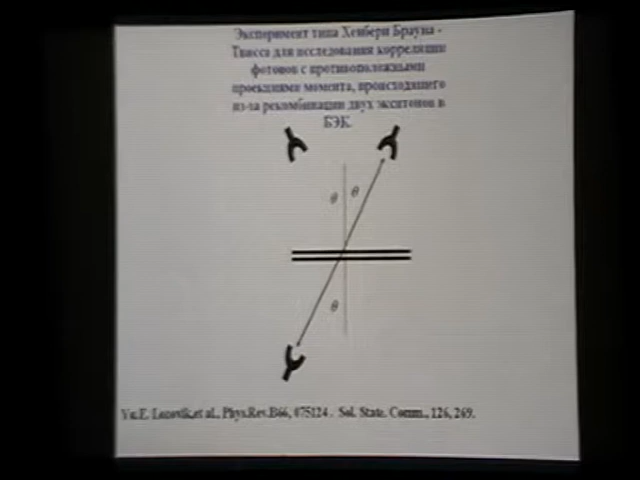 Эксперимент типа Хенбери Брауна -
Твисса для исследования корреляции
фотонов с противоположными
проекциями момента, происходящего
из-за рекомбинации двух экситонов в
БЭК.
θ θ
θ
Yu.E. Lozovik,et al., Phys.Rev.B66, 075124 . Sol. State. Comm., 126, 269.